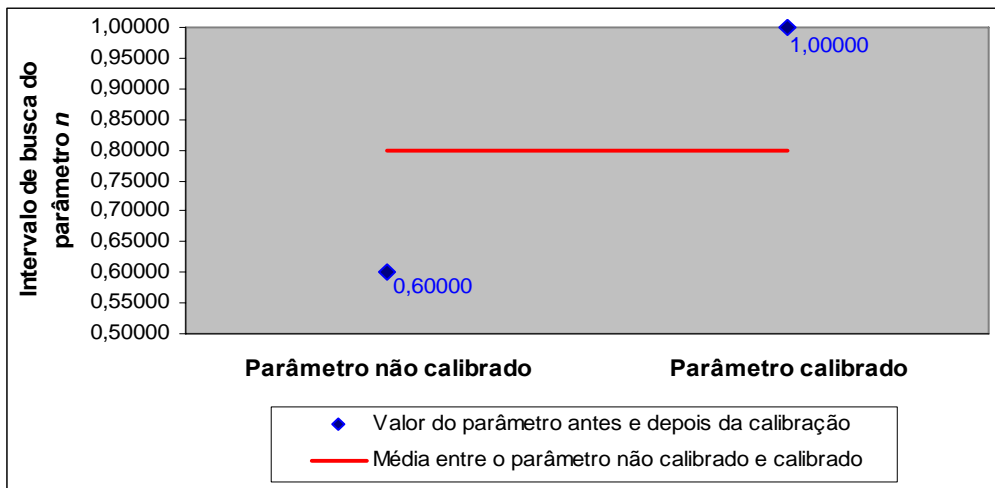 Intervalo de busca do
parâmetro n
1,00000
0,95000
0,90000
0,85000
0,80000
0,75000
0,70000
0,65000
0,60000
0,55000
0,50000
1,00000
0,60000
Parâmetro não calibrado
Parâmetro calibrado
Valor do parâmetro antes e depois da calibração
Média entre o parâmetro não calibrado e calibrado